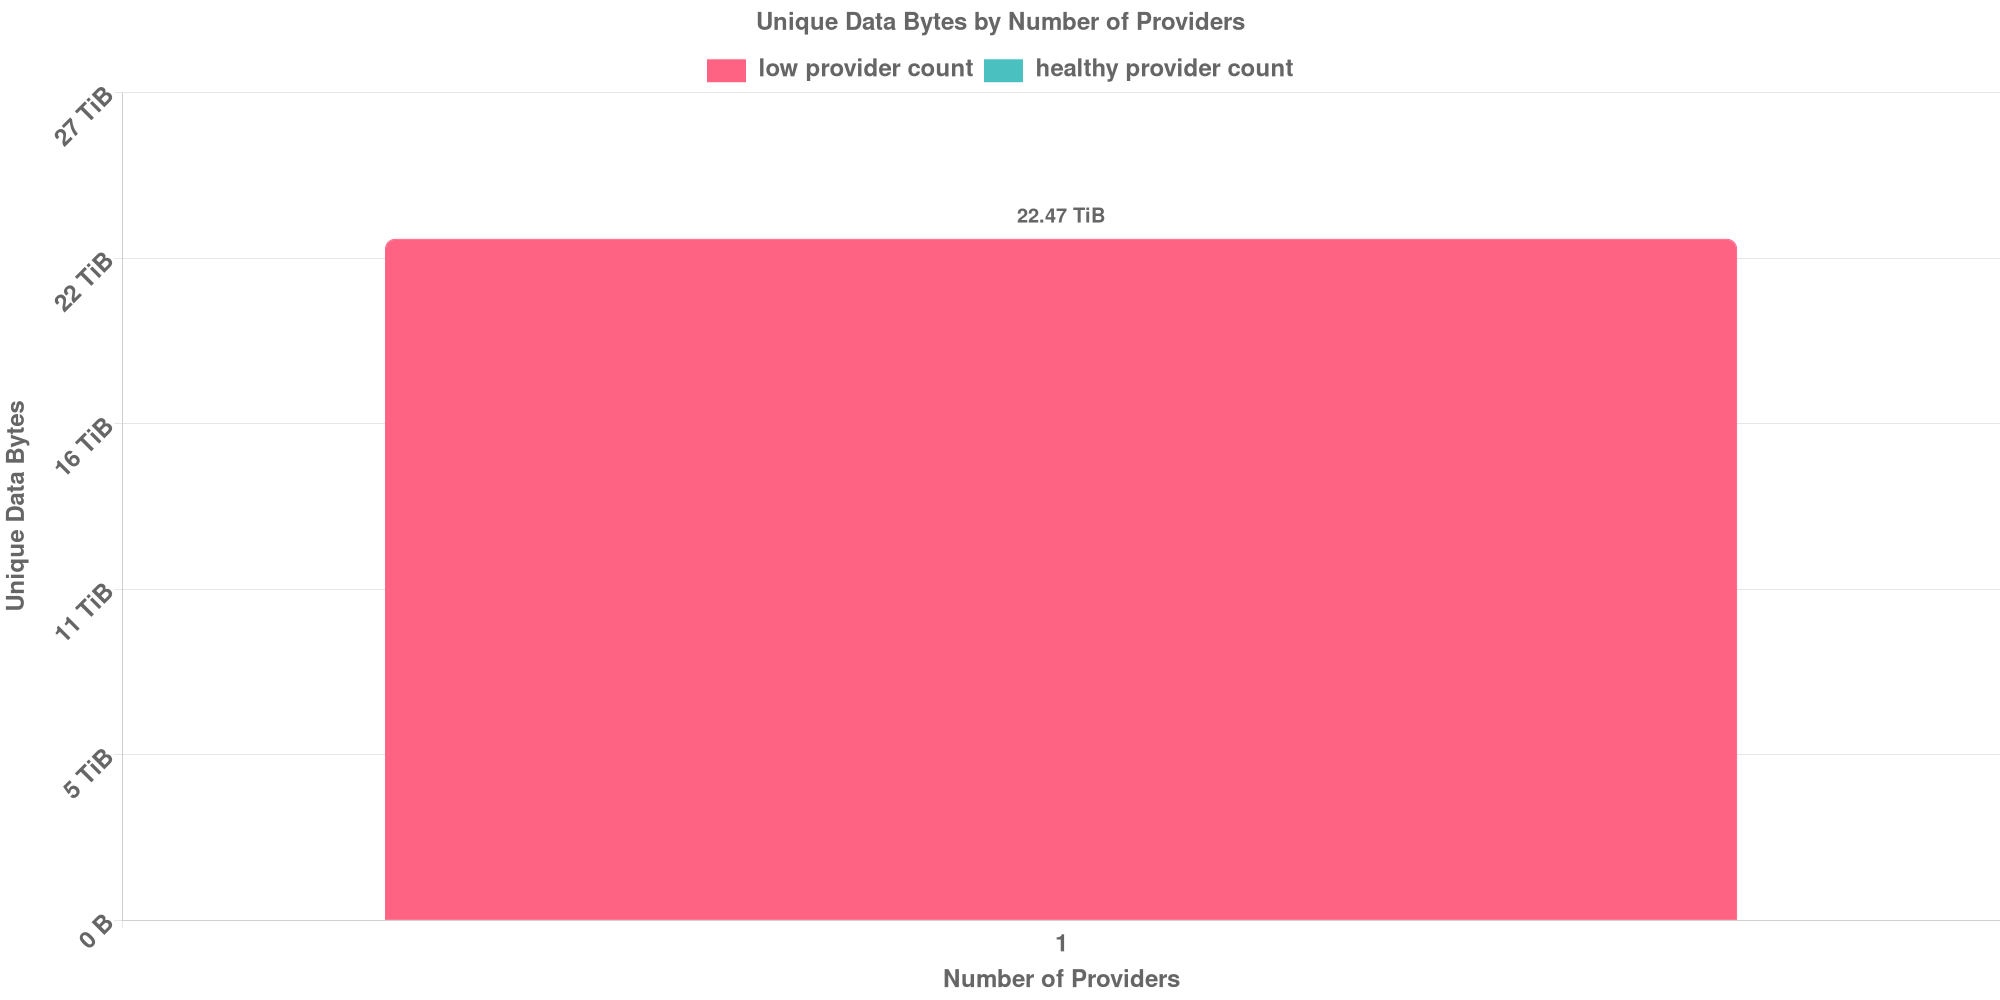 Unique Data Bytes by Number of Providers
low provider count healthy provider count
27 TiB
22.47 TiB
22 TiB
16 TiB
11 TiB
5 TiB
0 B
Unique Data Bytes
1
Number of Providers